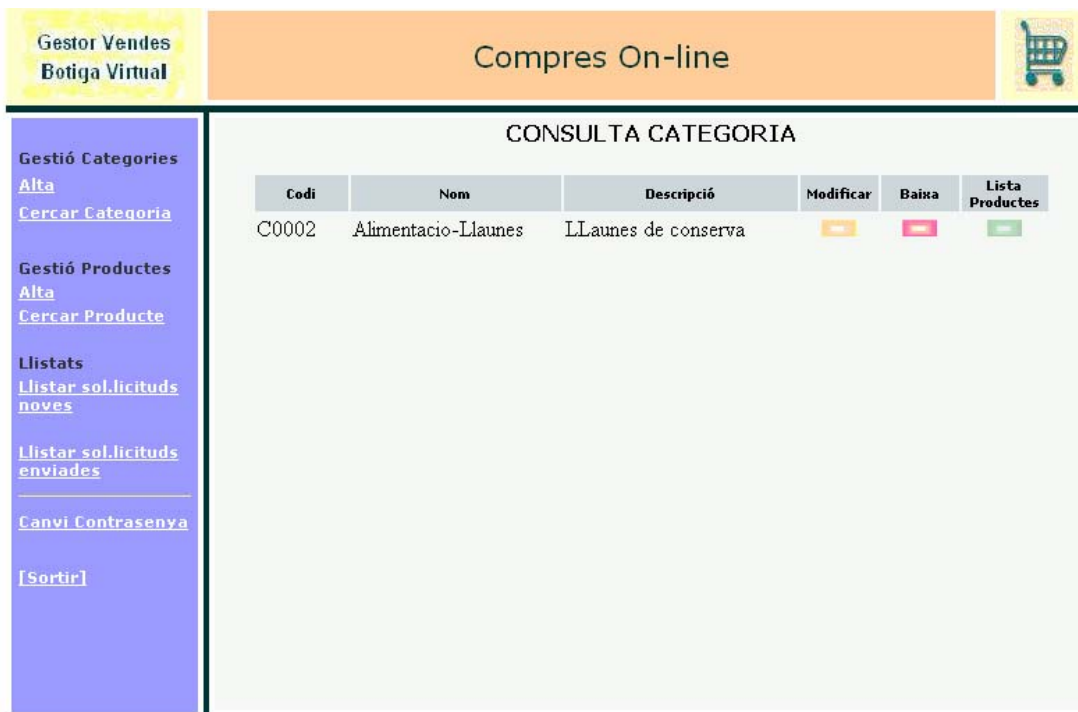 Gestor Vendes
Botiga Virtual
Compres On-line
Gestió Categories
Alta
Cercar Categoria
Gestió Productes
Alta
Cercar Producte
Llistats
Llistar sol.licituds
noves
Llistar sol.licituds
enviades
Canvi Contrasenya
[Sortir]
CONSULTA CATEGORIA
Codi Nom Descripció Modificar Baixa Lista Productes
C0002 Alimentacio-Llaunes LLaunes de conserva